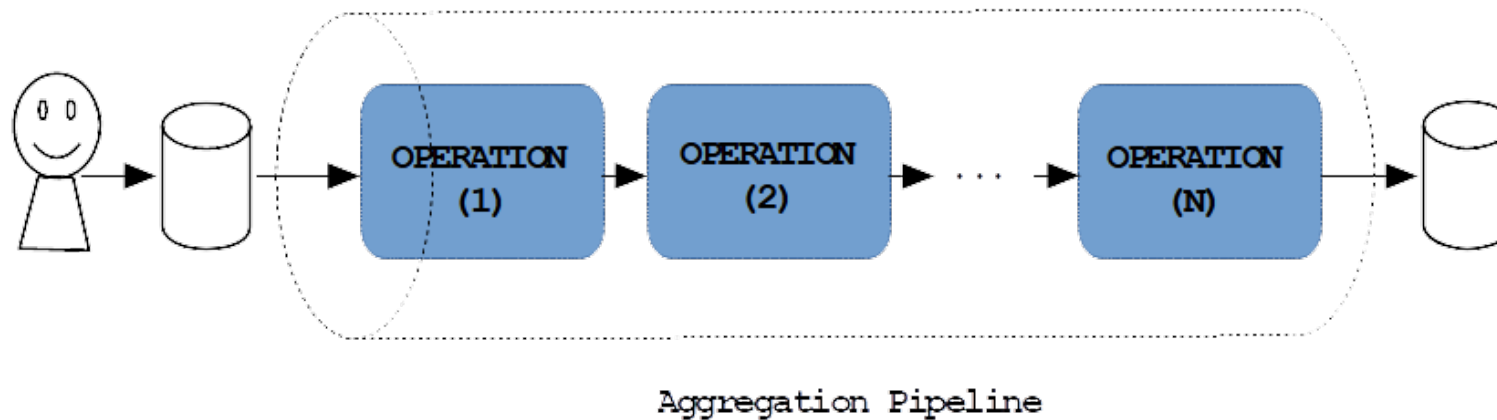 OPERATION
(1)
OPERATION
(2)
...
OPERATION
(N)
Aggregation Pipeline